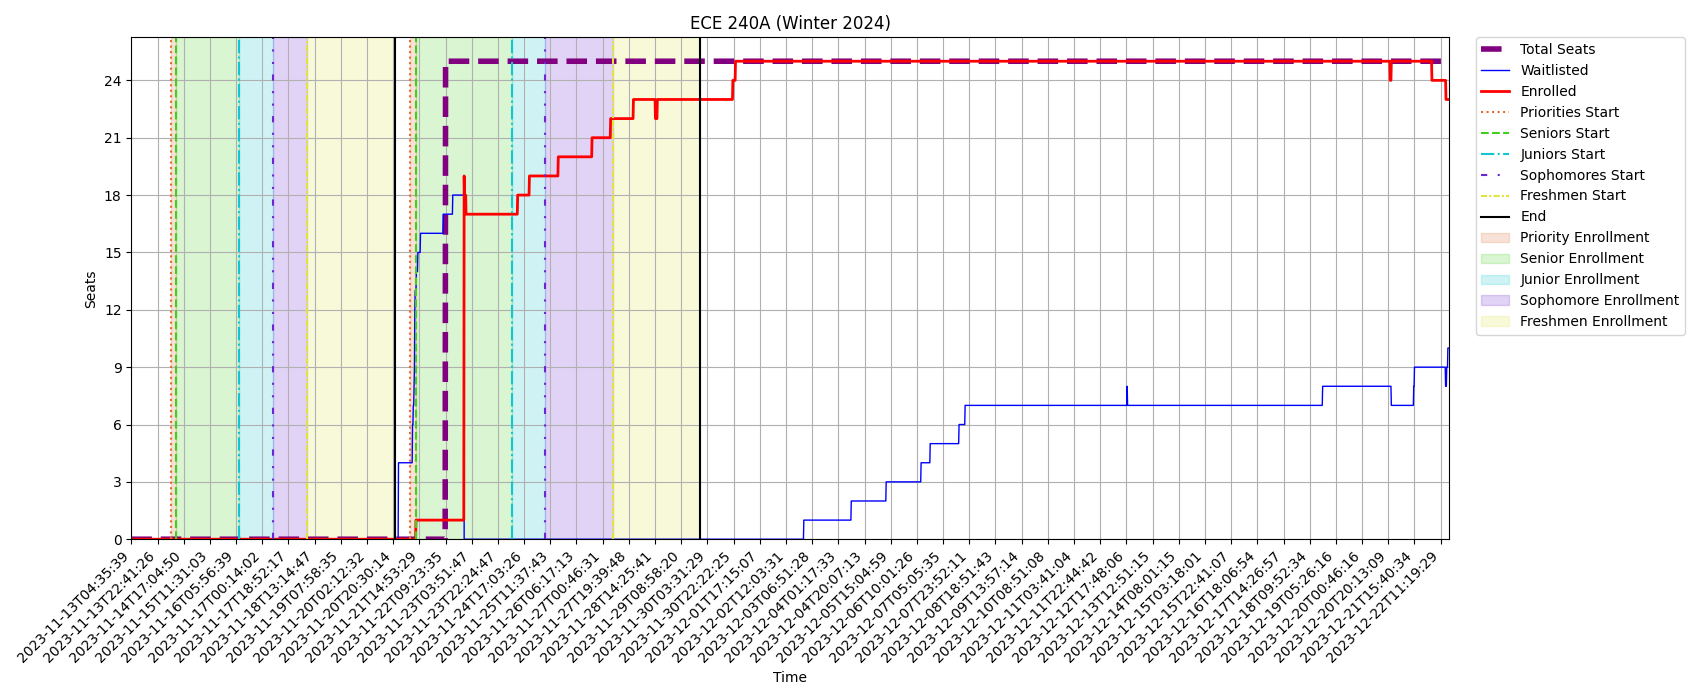 ECE 240A (Winter 2024)
Total Seats
Waitlisted
Enrolled
Priorities Start
Seniors Start
Juniors Start
Sophomores Start
Freshmen Start
End
Priority Enrollment
Senior Enrollment
Junior Enrollment
Sophomore Enrollment
Freshmen Enrollment
Seats
24
21
18
15
12
9
6
3
0
2023-11-13T04:35:39
2023-11-13T22:41:26
2023-11-14T17:04:50
2023-11-15T11:31:03
2023-11-16T05:56:39
2023-11-17T00:14:02
2023-11-17T18:52:17
2023-11-18T13:14:47
2023-11-19T07:58:35
2023-11-20T02:12:32
2023-11-20T20:30:14
2023-11-21T14:53:29
2023-11-22T09:23:35
2023-11-23T03:51:47
2023-11-23T22:24:47
2023-11-24T17:03:26
2023-11-25T11:37:43
2023-11-26T06:17:13
2023-11-27T00:46:31
2023-11-27T19:39:48
2023-11-28T14:25:41
2023-11-29T08:58:20
2023-11-30T03:31:29
2023-11-30T22:22:25
2023-12-01T17:15:07
2023-12-02T12:03:31
2023-12-03T06:51:28
2023-12-04T01:17:33
2023-12-04T20:07:13
2023-12-05T15:04:59
2023-12-06T10:01:26
2023-12-07T05:05:35
2023-12-07T23:52:11
2023-12-08T18:51:43
2023-12-09T13:57:14
2023-12-10T08:51:08
2023-12-11T03:41:04
2023-12-11T22:44:42
2023-12-12T17:48:06
2023-12-13T12:51:15
2023-12-14T08:01:15
2023-12-15T03:18:01
2023-12-15T22:41:07
2023-12-16T18:06:54
2023-12-17T14:26:57
2023-12-18T09:52:34
2023-12-19T05:26:16
2023-12-20T00:46:16
2023-12-20T20:13:09
2023-12-21T15:40:34
2023-12-22T11:19:29
Time